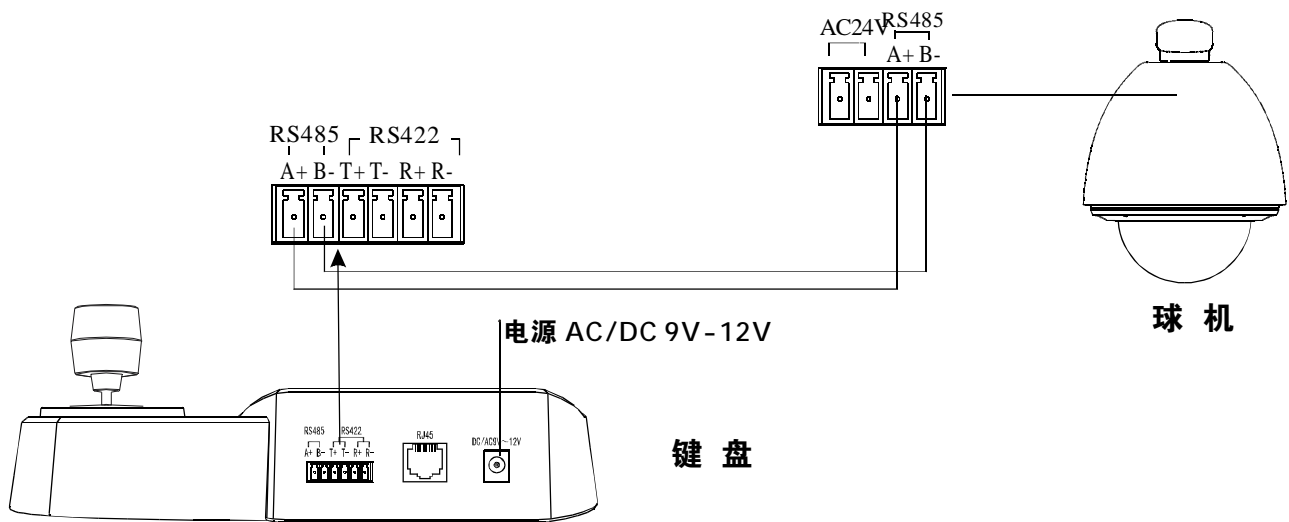 AC24V RS485
A+ B-
RS485 RS422
A+ B- T+ T- R+ R-
球 机
电源 AC/DC 9V-12V
键 盘
RS485 RS422 RJ45 DC/AC9V~12V
A+ B- T+ T- R+ R-